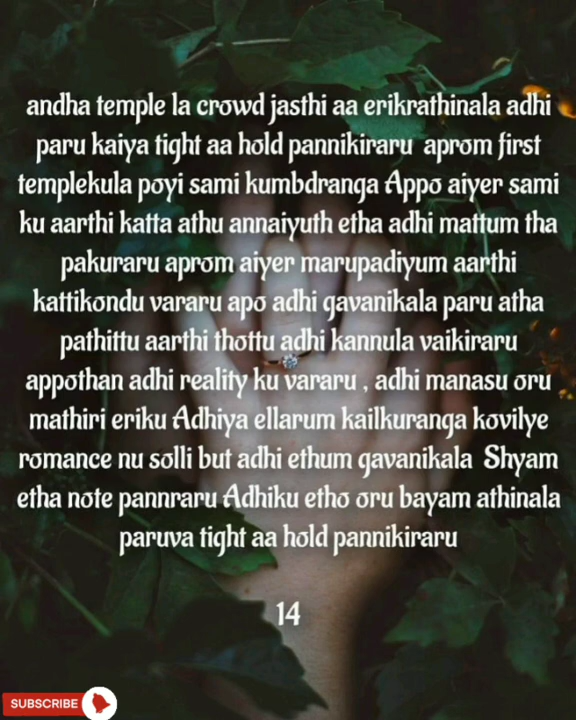 andha temple la crowd jasthi aa erikrathinala adhi
paru kaiya tight aa hold pannikiraru aprom first
templekula poyi sami kumbdranga Appo aiyer sami
ku aarthi katta athu annaiyuth etha adhi mattum tha
pakuraru aprom aiyer marupadiyum aarthi
kattikondu vararu apo adhi gavanikala paru atha
pathittu aarthi thottu adhi kannula vaikiraru
appothan adhi reality ku vararu , adhi manasu oru
mathiri eriku Adhiya ellarum kailkuranga kovilye
romance nu solli but adhi ethum gavanikala Shyam
etha note pannraru Adhiku etho oru bayam athinala
paruva tight aa hold pannikiraru
14
SUBSCRIBE